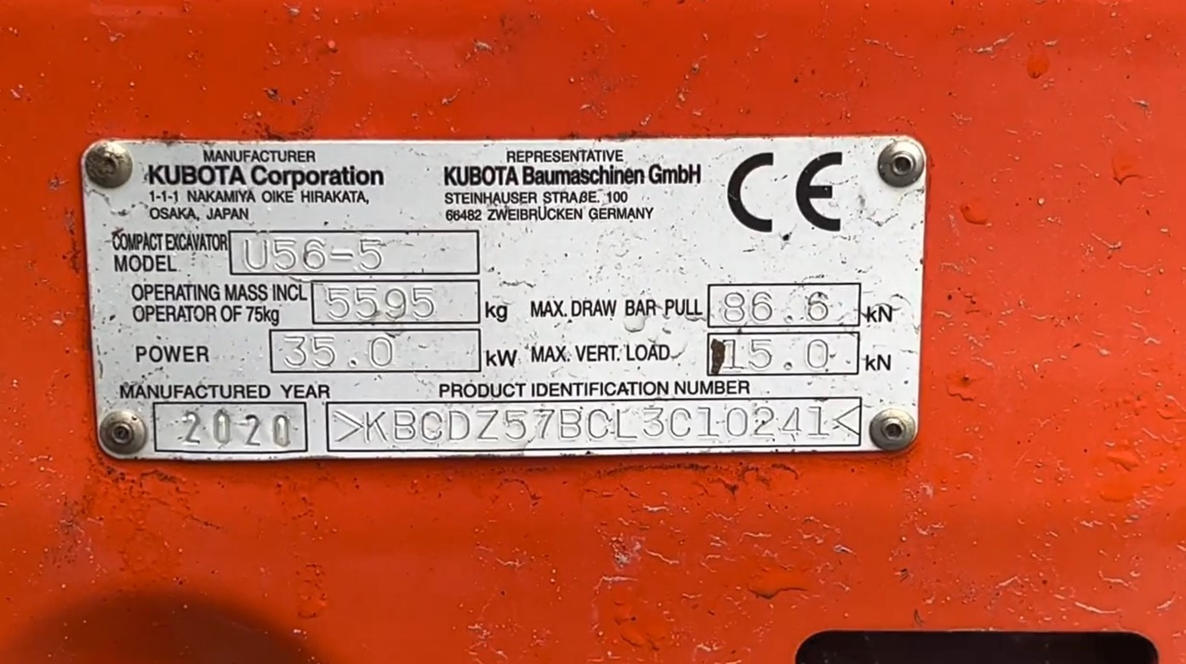 MANUFACTURER
KUBOTA Corporation
1-1-1 NAKAMIYA OIKE HIRAKATA,
OSAKA, JAPAN
REPRESENTATIVE
KUBOTA Baumaschinen GmbH
STEINHAUSER STRAßE. 100
66482 ZWEIBRÜCKEN GERMANY
CE
COMPACT EXCAVATOR
MODEL U56-5
OPERATING MASS INCL
OPERATOR OF 75kg 5595 kg
MAX. DRAW BAR PULL 86.6 kN
POWER 35.0 kW
MAX. VERT. LOAD 15.0 kN
MANUFACTURED YEAR
2020
PRODUCT IDENTIFICATION NUMBER
>KBCDZ57BCL3C10241<